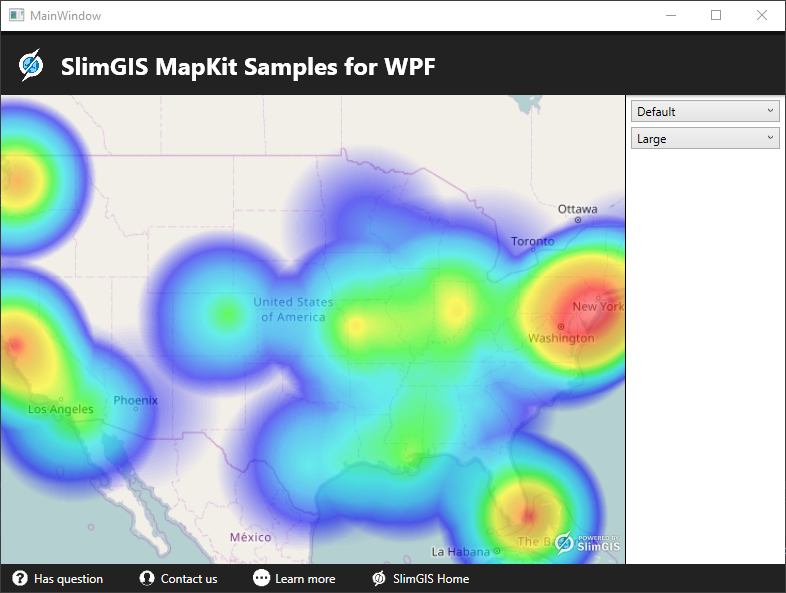 MainWindow
SlimGIS MapKit Samples for WPF
Default
Large
Ottawa
Toronto
United States
of America
New York
Washington
Phoenix
Los Angeles
México
La Habana
The B
POWERED BY
SlimGIS
Has question
Contact us
Learn more
SlimGIS Home